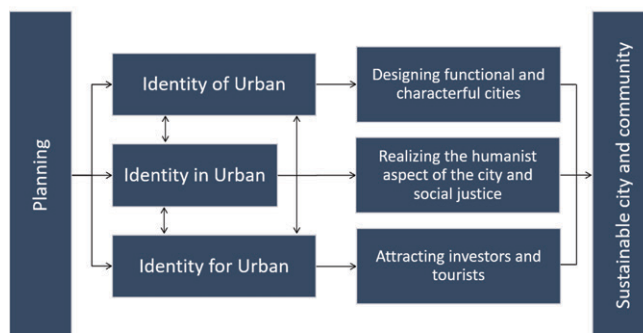 Planning
Identity of Urban
Identity in Urban
Identity for Urban
Designing functional and
characterful cities
Realizing the humanist
aspect of the city and
social justice
Attracting investors and
tourists
Sustainable city and community